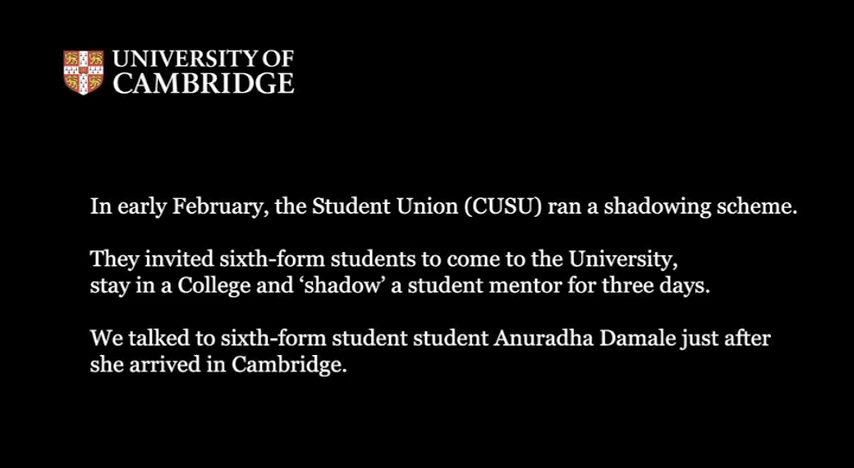 UNIVERSITY OF
CAMBRIDGE
In early February, the Student Union (CUSU) ran a shadowing scheme.
They invited sixth-form students to come to the University,
stay in a College and ‘shadow’ a student mentor for three days.
We talked to sixth-form student student Anuradha Damale just after
she arrived in Cambridge.